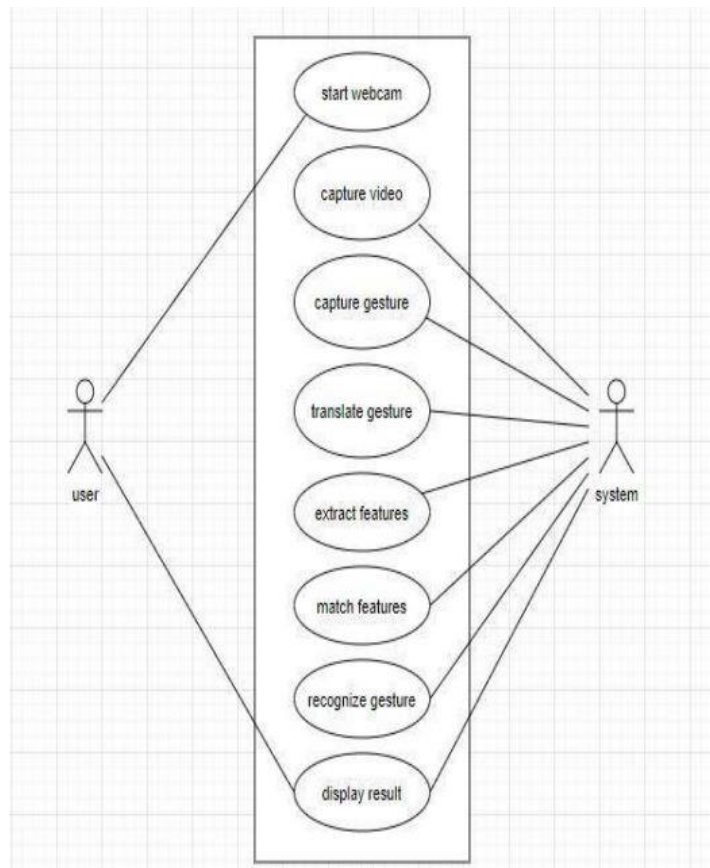 start webcam
capture video
capture gesture
translate gesture
user
system
extract features
match features
recognize gesture
display result